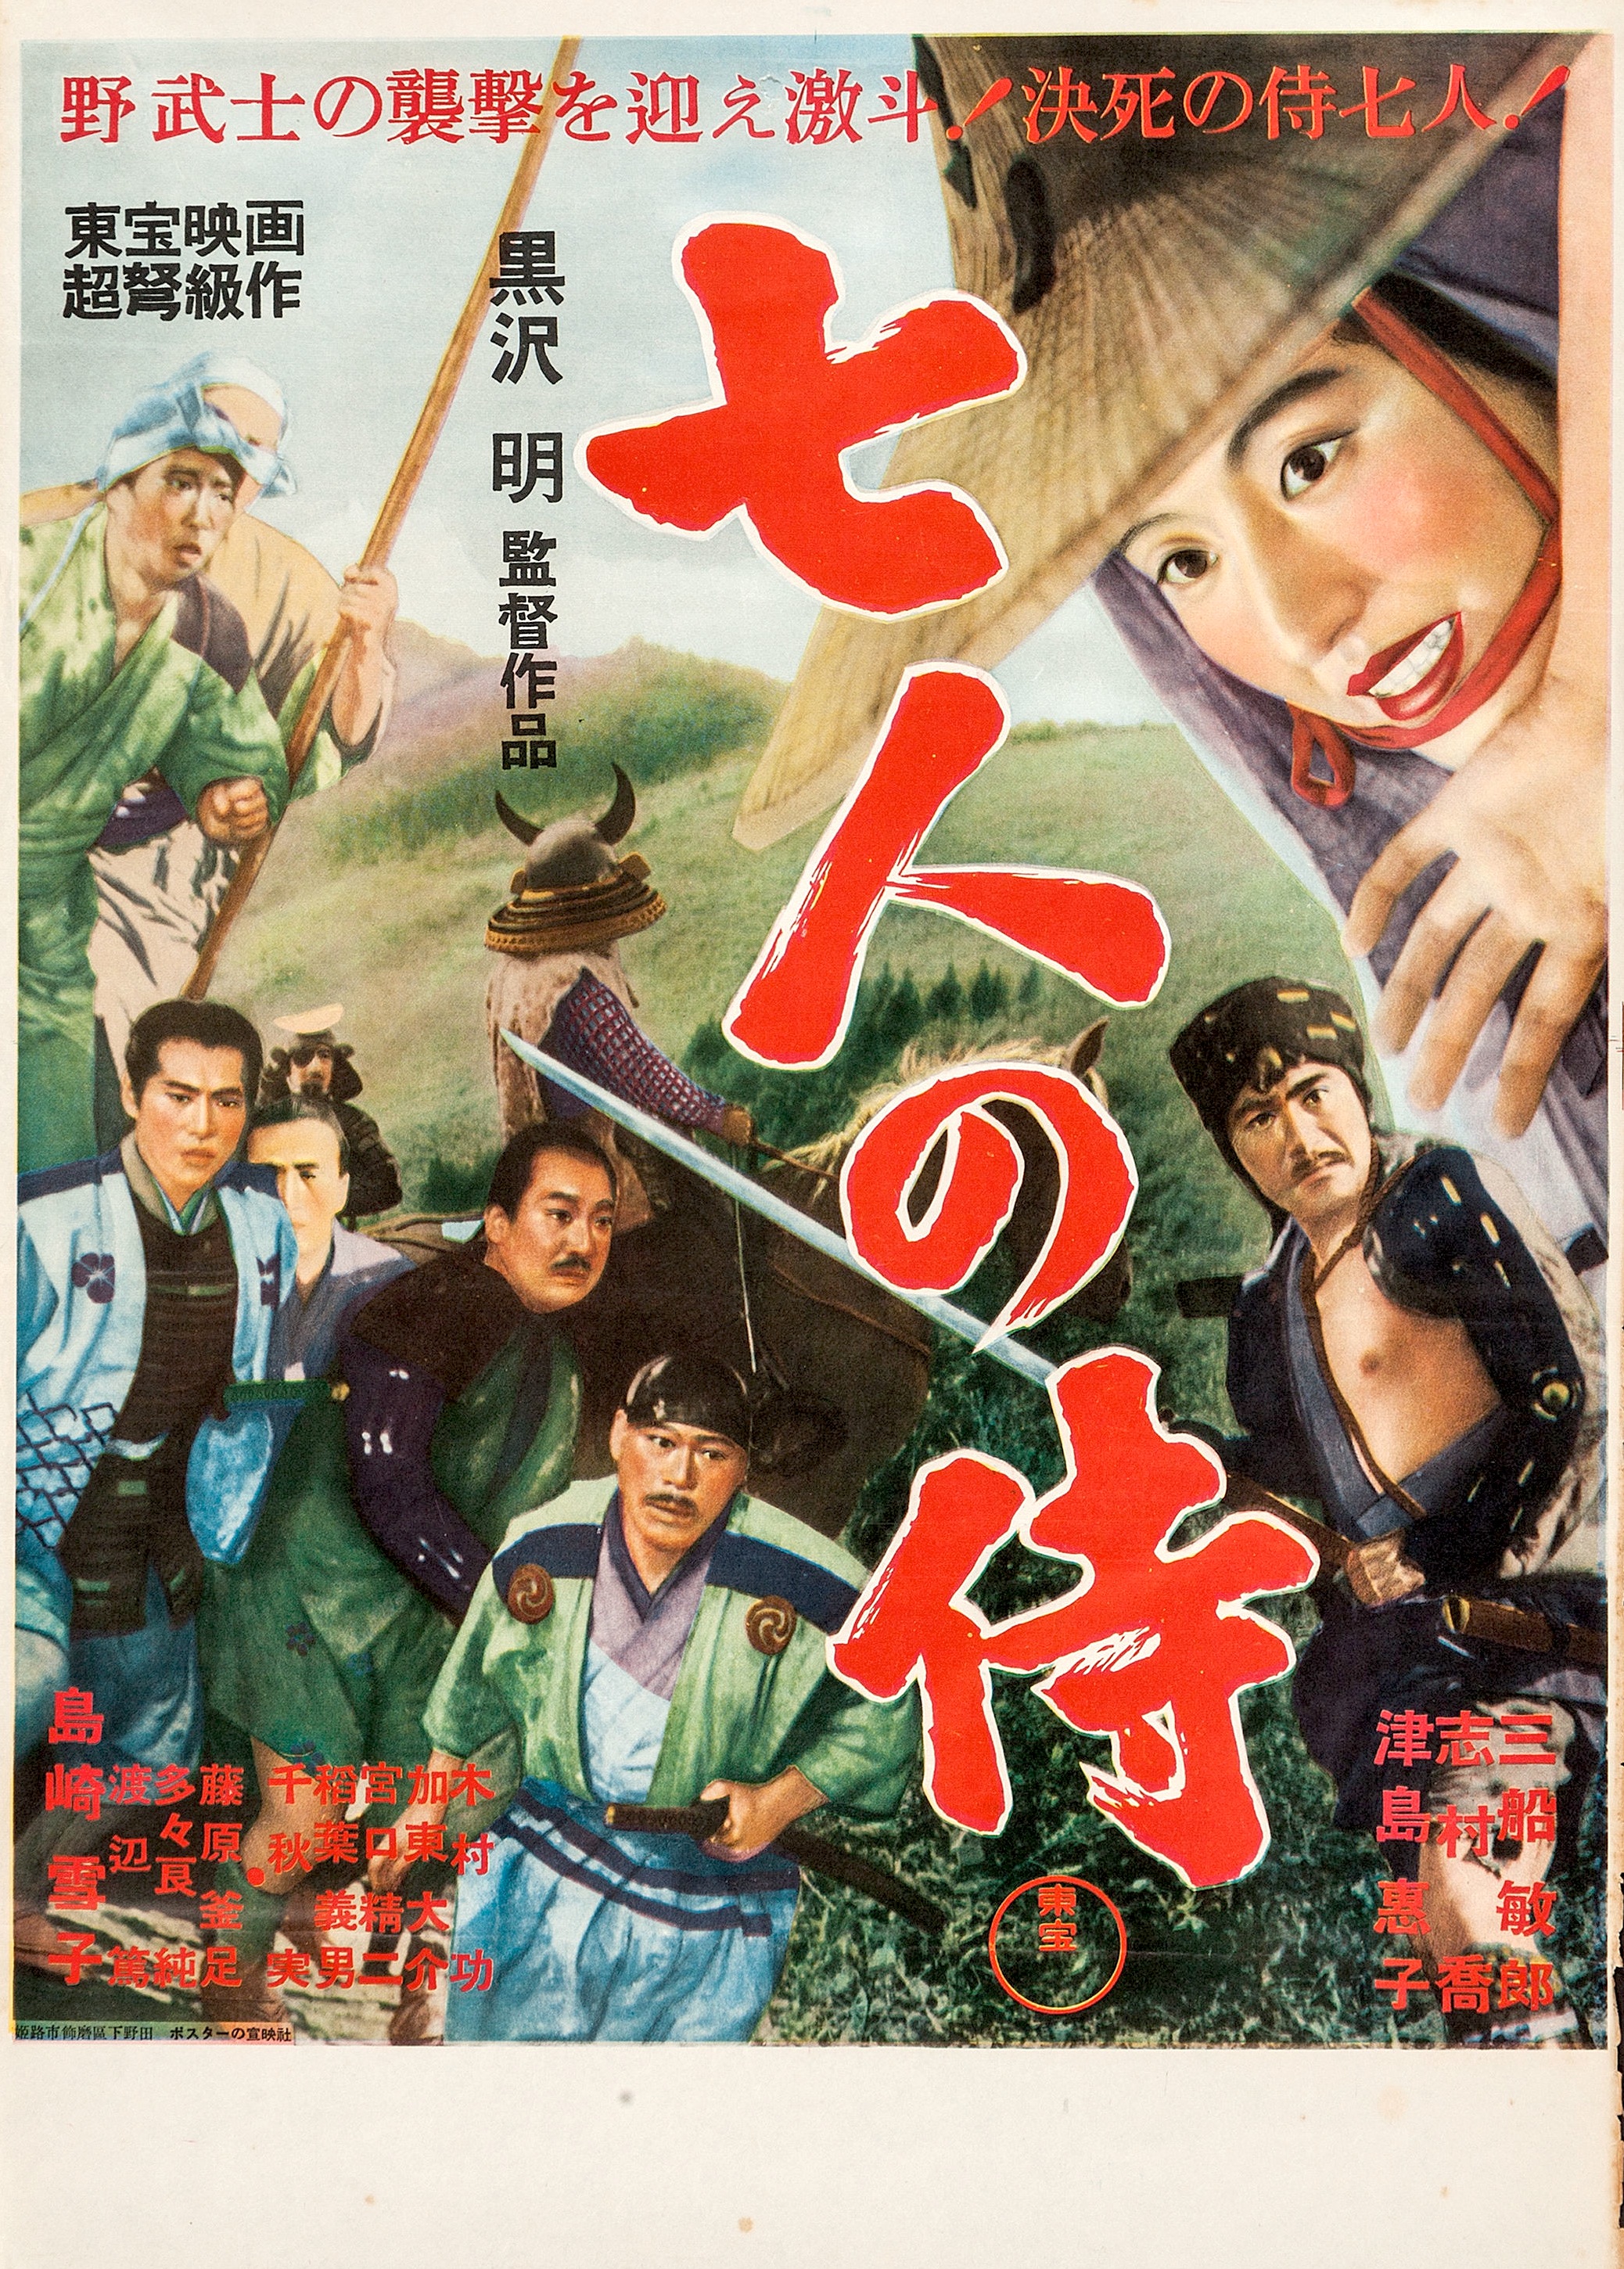 野武士の襲撃を迎え激斗！決死の侍七人！
東宝映画
超弩級作
黒沢 明 監督作品
七人の侍
三船敏郎
志村喬
津島惠子
木村功
加東大介
宮口精二
稲葉義男
千秋実
藤原釜足
多々良純
渡辺篤
島崎雪子
東宝
姫路市飾磨區下野田 ポスターの宣映社